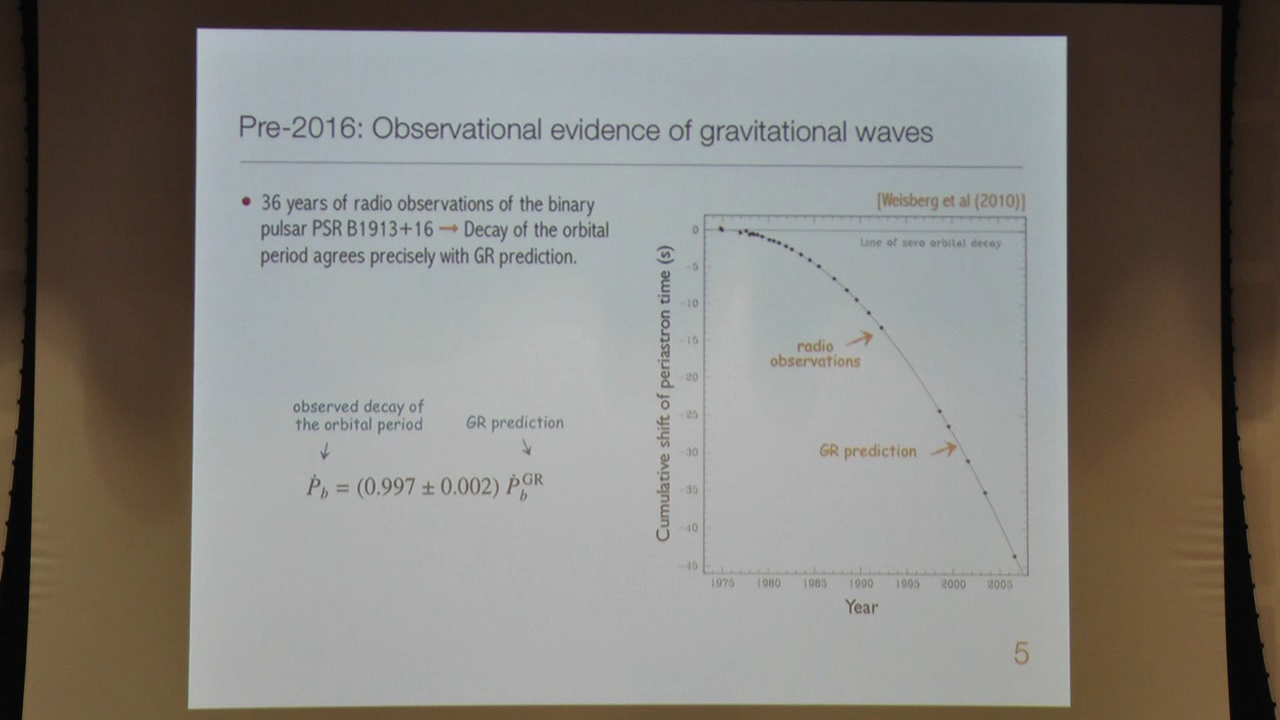 Pre-2016: Observational evidence of gravitational waves
• 36 years of radio observations of the binary
pulsar PSR B1913+16 → Decay of the orbital
period agrees precisely with GR prediction.
observed decay of
the orbital period
GR prediction
Ṗ_b = (0.997 ± 0.002) Ṗ_b^GR
[Weisberg et al (2010)]
Line of zero orbital decay
Cumulative shift of periastron time (s)
0
-5
-10
-15
-20
-25
-30
-35
-40
-45
radio
observations
GR prediction
1975 1980 1985 1990 1995 2000 2005
Year
5